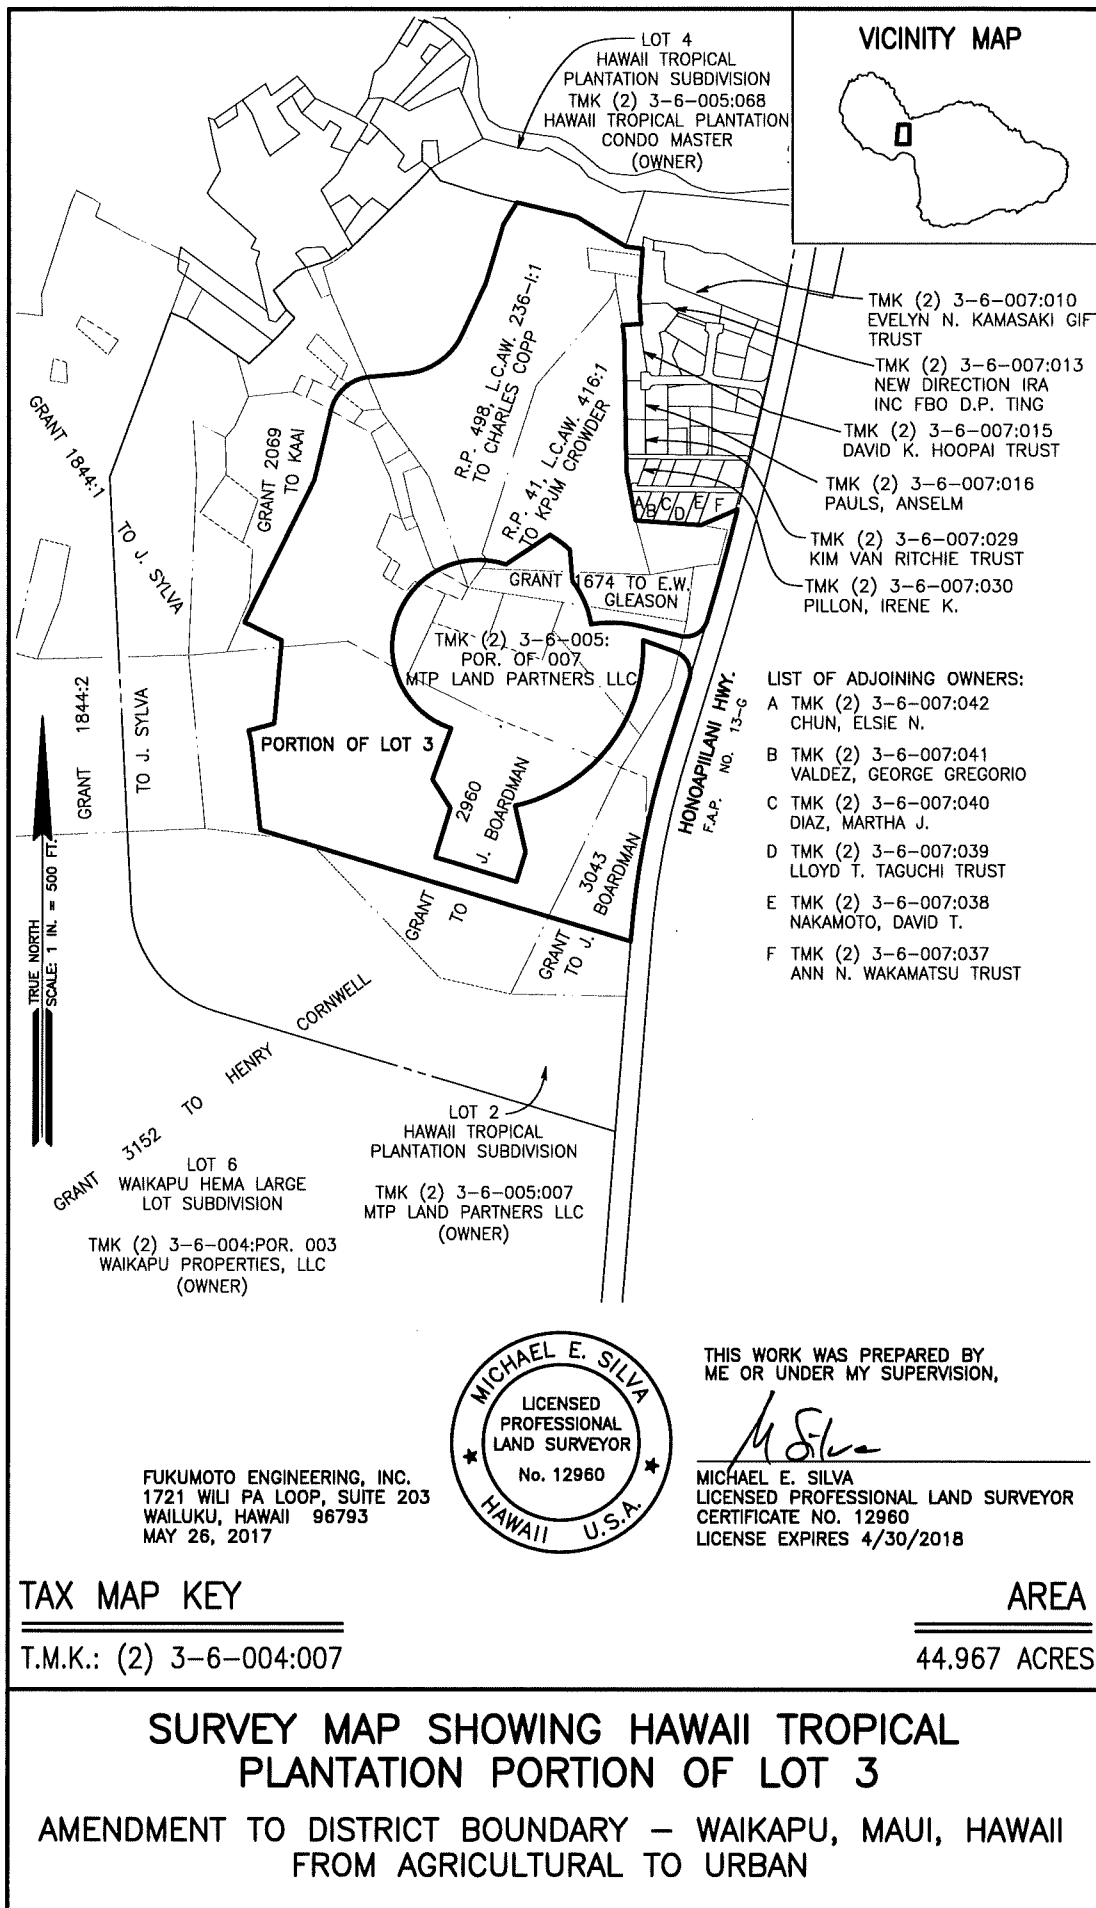 LOT 4
HAWAII TROPICAL
PLANTATION SUBDIVISION
TMK (2) 3-6-005:068
HAWAII TROPICAL PLANTATION
CONDO MASTER
(OWNER)
VICINITY MAP
TMK (2) 3-6-007:010
EVELYN N. KAMASAKI GIFT
TRUST
TMK (2) 3-6-007:013
NEW DIRECTION IRA
INC FBO D.P. TING
TMK (2) 3-6-007:015
DAVID K. HOOPAI TRUST
TMK (2) 3-6-007:016
PAULS, ANSELM
TMK (2) 3-6-007:029
KIM VAN RITCHIE TRUST
TMK (2) 3-6-007:030
PILLON, IRENE K.
R.P. 498, L.C.AW. 236-I:1
TO CHARLES COPP
R.P. 41, L.C.AW. 416:1
TO KPJM CROWDER
GRANT 2069
TO KAAI
GRANT 1844:1
TO J. SYLVA
A B C D E F
GRANT 1674 TO E.W.
GLEASON
TMK (2) 3-6-005:
POR. OF 007
MTP LAND PARTNERS LLC
GRANT 1844:2
TO J. SYLVA
PORTION OF LOT 3
GRANT 2960
TO J. BOARDMAN
GRANT 3043
TO J. BOARDMAN
HONOAPIILANI HWY.
F.A.P. NO. 13-G
LIST OF ADJOINING OWNERS:
A TMK (2) 3-6-007:042
CHUN, ELSIE N.
B TMK (2) 3-6-007:041
VALDEZ, GEORGE GREGORIO
C TMK (2) 3-6-007:040
DIAZ, MARTHA J.
D TMK (2) 3-6-007:039
LLOYD T. TAGUCHI TRUST
E TMK (2) 3-6-007:038
NAKAMOTO, DAVID T.
F TMK (2) 3-6-007:037
ANN N. WAKAMATSU TRUST
TRUE NORTH
SCALE: 1 IN. = 500 FT.
GRANT 3152 TO HENRY CORNWELL
LOT 2
HAWAII TROPICAL
PLANTATION SUBDIVISION
TMK (2) 3-6-005:007
MTP LAND PARTNERS LLC
(OWNER)
LOT 6
WAIKAPU HEMA LARGE
LOT SUBDIVISION
TMK (2) 3-6-004:POR. 003
WAIKAPU PROPERTIES, LLC
(OWNER)
MICHAEL E. SILVA
LICENSED
PROFESSIONAL
LAND SURVEYOR
No. 12960
HAWAII U.S.A.
THIS WORK WAS PREPARED BY
ME OR UNDER MY SUPERVISION,
M Silva
MICHAEL E. SILVA
LICENSED PROFESSIONAL LAND SURVEYOR
CERTIFICATE NO. 12960
LICENSE EXPIRES 4/30/2018
FUKUMOTO ENGINEERING, INC.
1721 WILI PA LOOP, SUITE 203
WAILUKU, HAWAII 96793
MAY 26, 2017
TAX MAP KEY
T.M.K.: (2) 3-6-004:007
AREA
44.967 ACRES
SURVEY MAP SHOWING HAWAII TROPICAL
PLANTATION PORTION OF LOT 3
AMENDMENT TO DISTRICT BOUNDARY – WAIKAPU, MAUI, HAWAII
FROM AGRICULTURAL TO URBAN